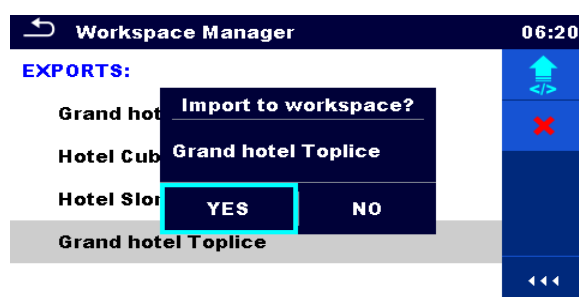 Workspace Manager
06:20
EXPORTS:
Grand hot
Hotel Cub
Hotel Slon
Grand hotel Toplice
Import to workspace?
Grand hotel Toplice
YES
NO
</>